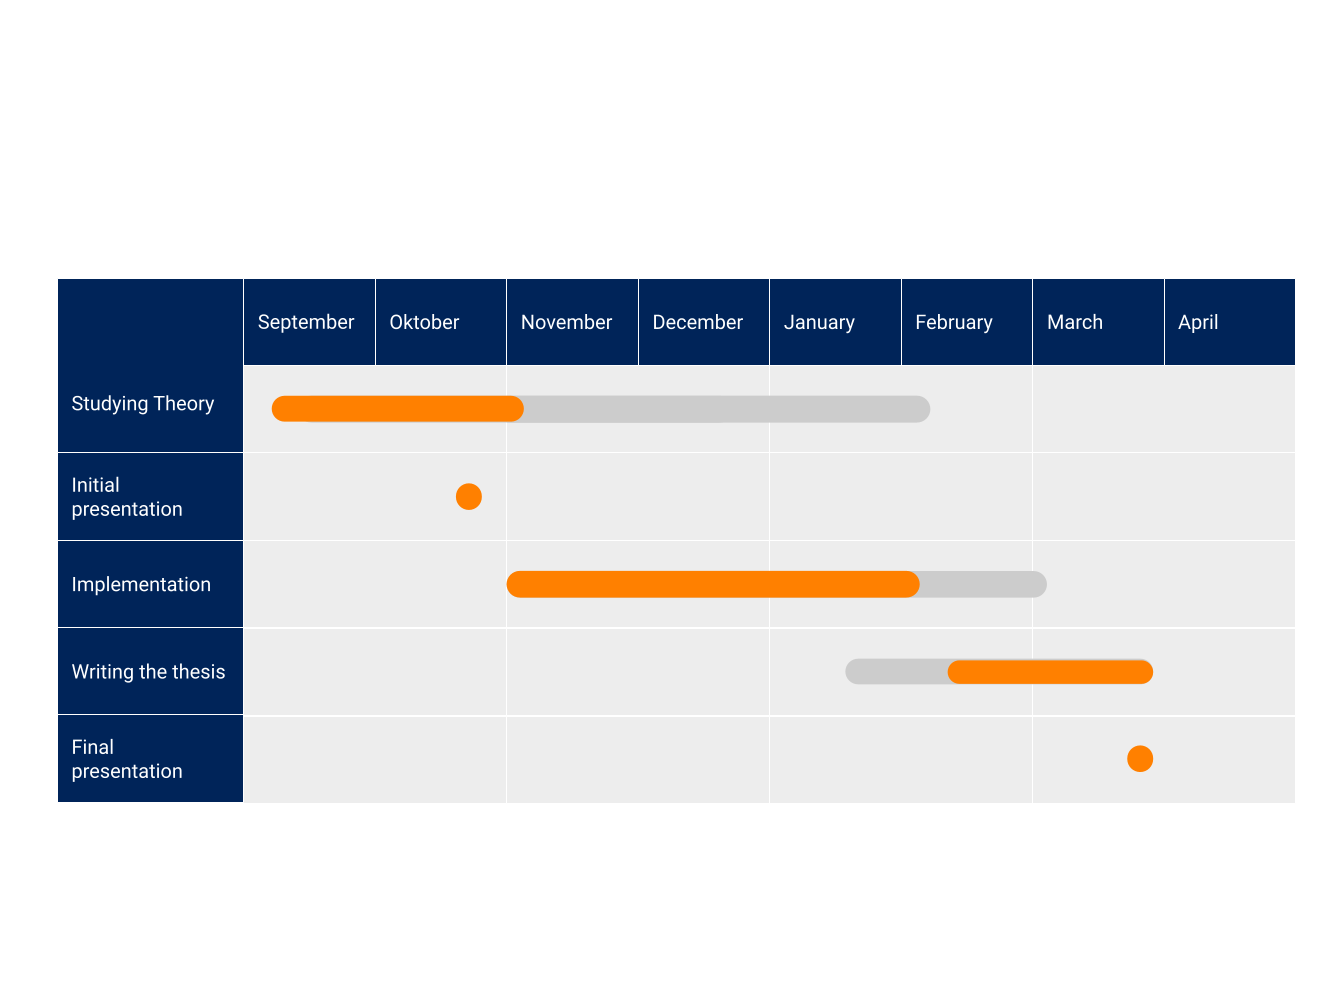 September
Oktober
November
December
January
February
March
April
Studying Theory
Initial
presentation
Implementation
Writing the thesis
Final
presentation